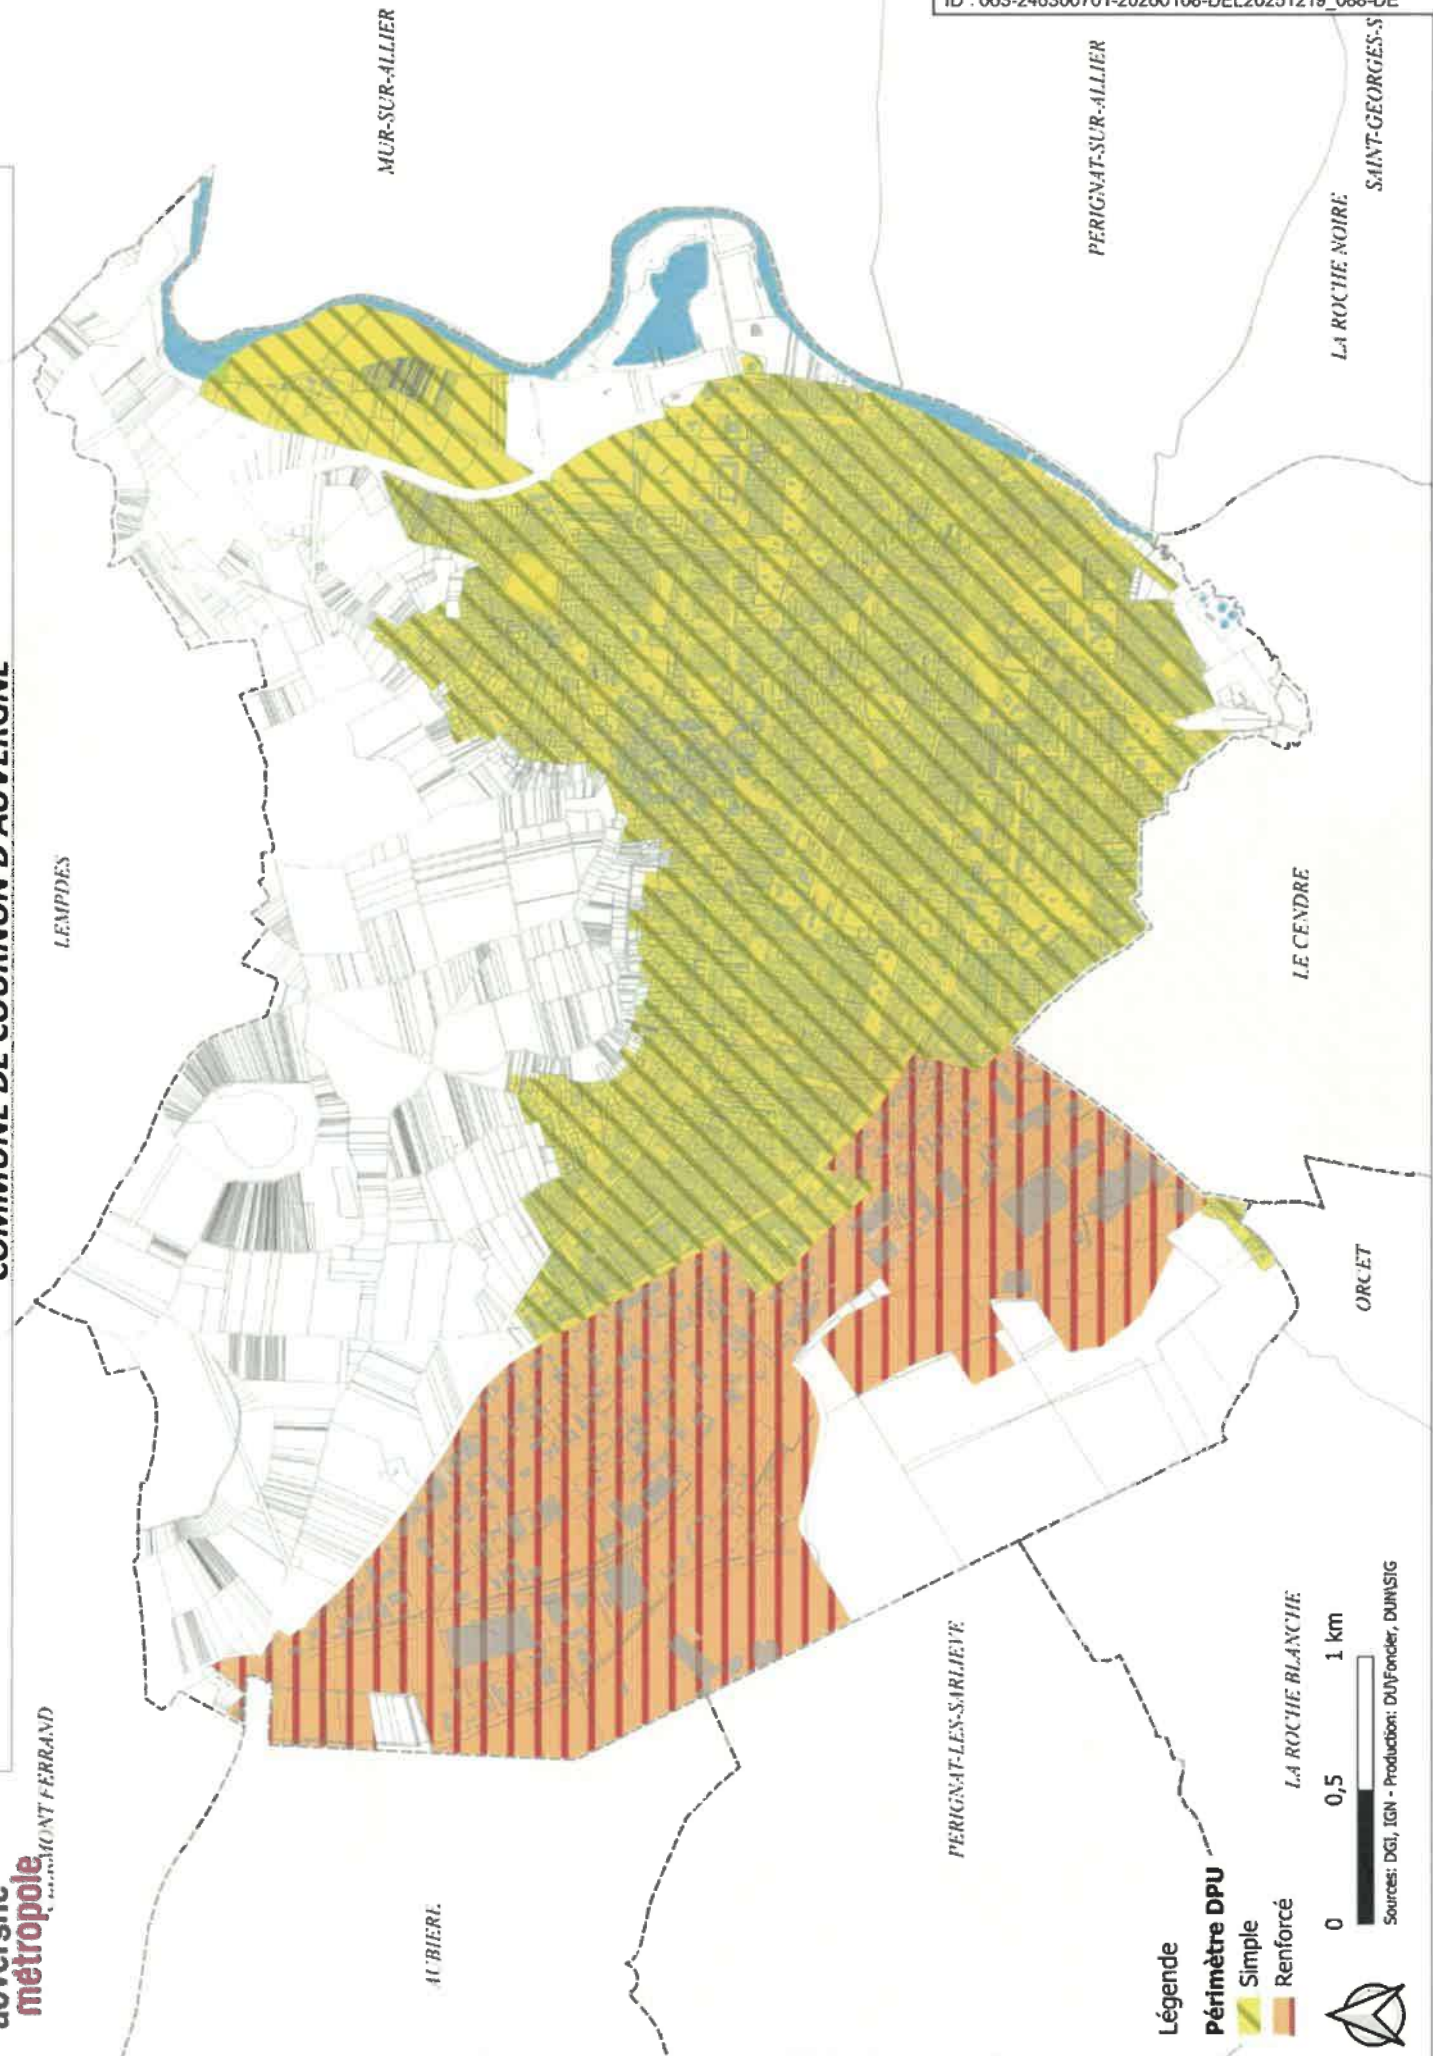 COMMUNE DE COURNON D'AUVERGNE
métropole
LEMPDES
MUR-SUR-ALLIER
AUBIERE
PERIGNAT-SUR-ALLIER
PERIGNAT-LES-SARLIEVE
LE CENDRE
LA ROCHE NOIRE
ORCET
LA ROCHE BLANCHE
Légende
Périmètre DPU
Simple
Renforcé
0 0,5 1 km
Sources: DGI, IGN - Production: DU\Foncier, DUN\SIG